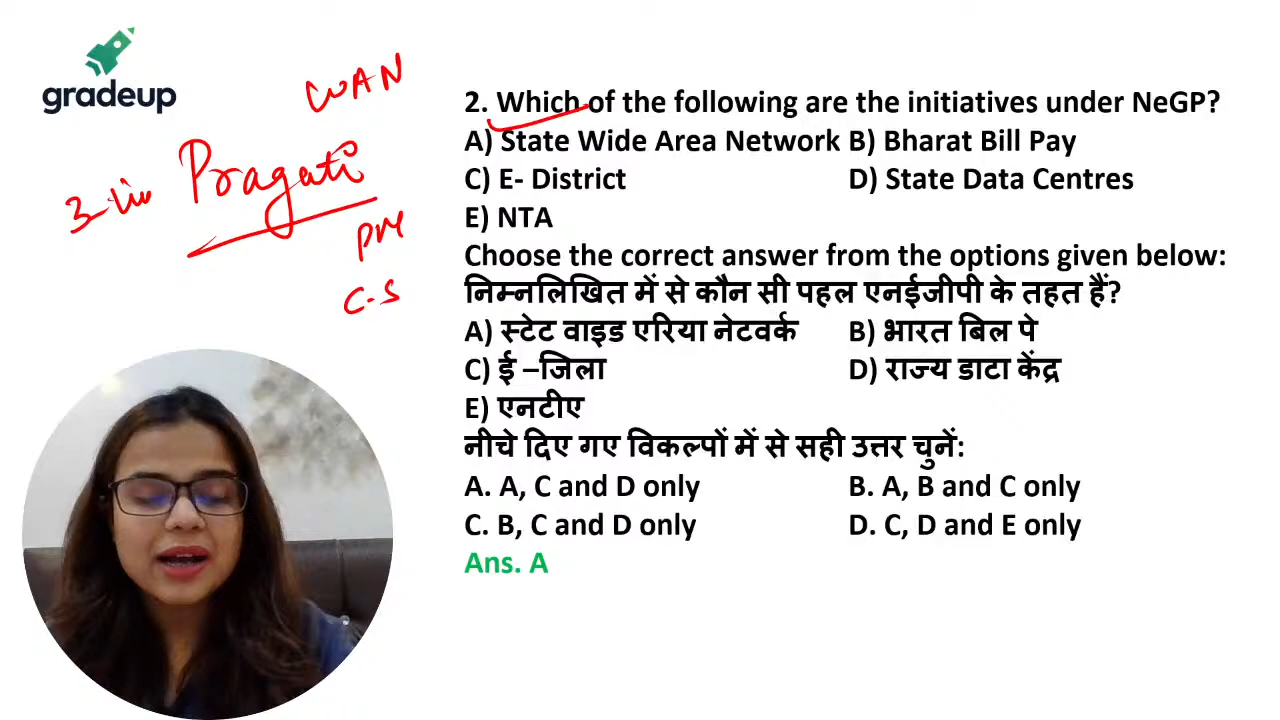 gradeup
WAN
Pragati
PM
C-S
2. Which of the following are the initiatives under NeGP?
A) State Wide Area Network B) Bharat Bill Pay
C) E- District D) State Data Centres
E) NTA
Choose the correct answer from the options given below:
निम्नलिखित में से कौन सी पहल एनईजीपी के तहत हैं?
A) स्टेट वाइड एरिया नेटवर्क B) भारत बिल पे
C) ई –जिला D) राज्य डाटा केंद्र
E) एनटीए
नीचे दिए गए विकल्पों में से सही उत्तर चुनें:
A. A, C and D only B. A, B and C only
C. B, C and D only D. C, D and E only
Ans. A